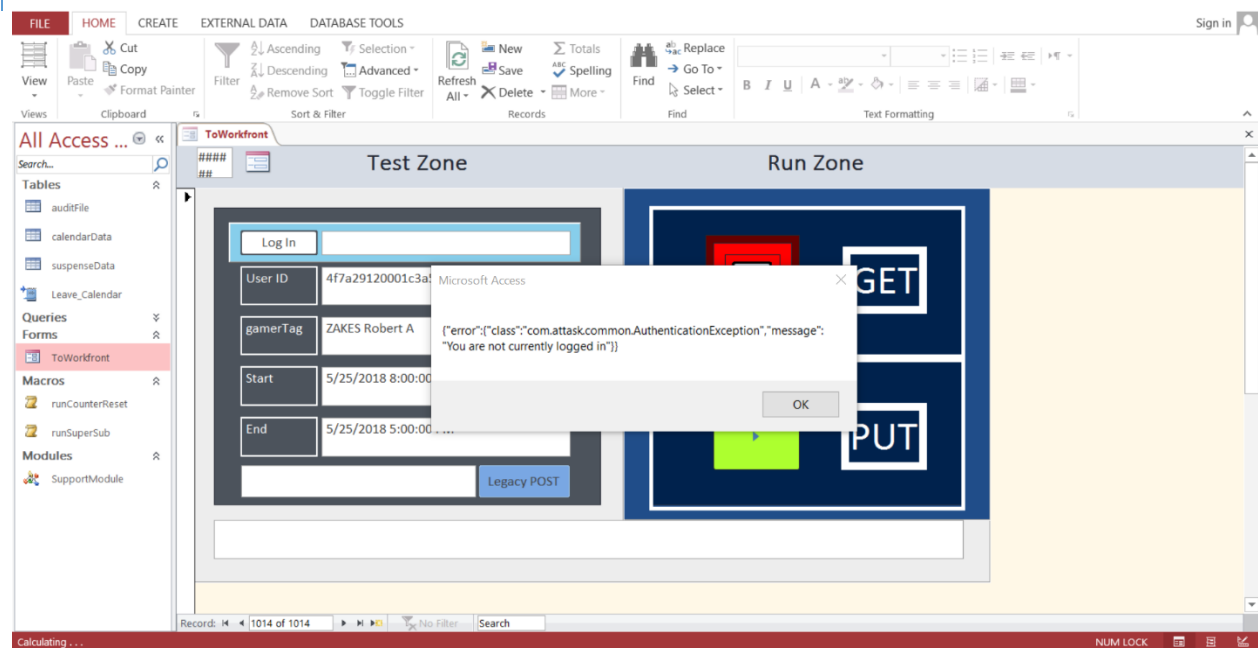 FILE HOME CREATE EXTERNAL DATA DATABASE TOOLS Sign in
View
Views
Paste
Cut
Copy
Format Painter
Clipboard
Filter
Ascending
Descending
Remove Sort
Selection
Advanced
Toggle Filter
Sort & Filter
Refresh
All
New
Save
Delete
Totals
Spelling
More
Records
Find
Replace
Go To
Select
Find
B I U A
Text Formatting
All Access ...
Search...
Tables
auditFile
calendarData
suspenseData
Leave_Calendar
Queries
Forms
ToWorkfront
Macros
runCounterReset
runSuperSub
Modules
SupportModule
ToWorkfront
####
##
Test Zone
Run Zone
Log In
User ID 4f7a29120001c3a
gamerTag ZAKES Robert A
Start 5/25/2018 8:00:00
End 5/25/2018 5:00:00
Legacy POST
GET
PUT
Microsoft Access
{"error":{"class":"com.attask.common.AuthenticationException","message":
"You are not currently logged in"}}
OK
Record: 1014 of 1014 No Filter Search
Calculating . . . NUM LOCK